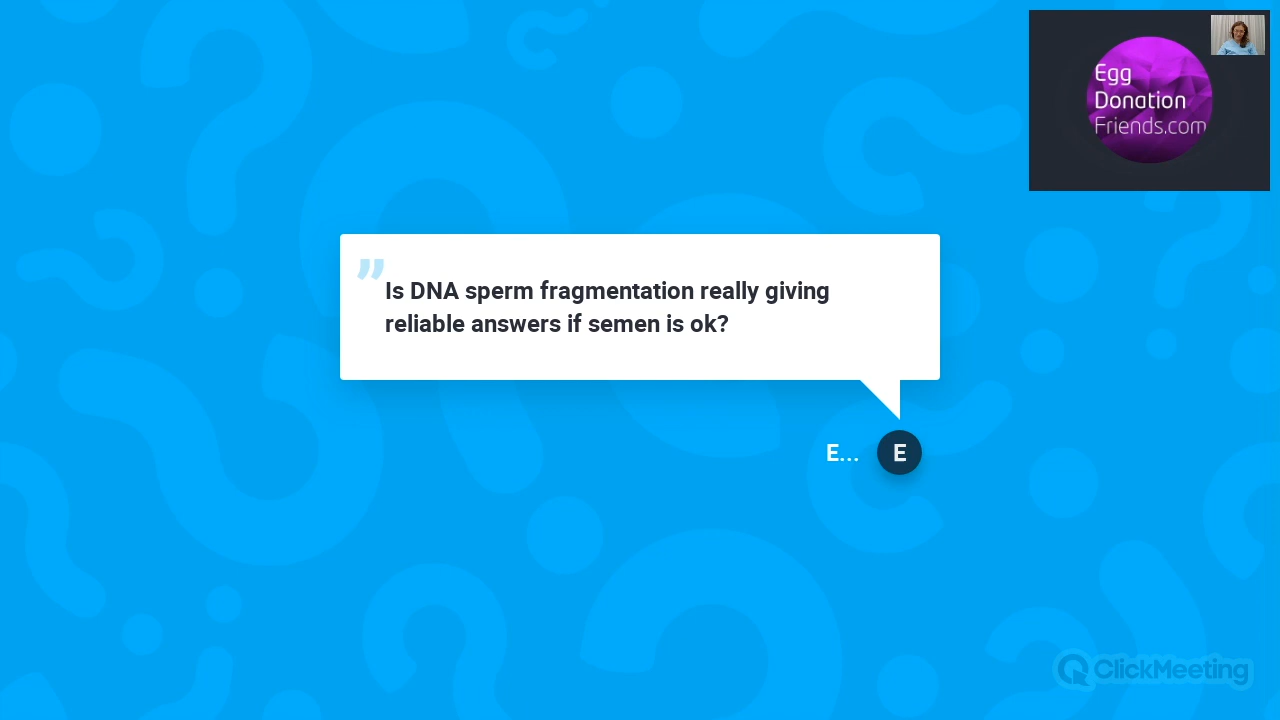 Egg
Donation
Friends.com
”
Is DNA sperm fragmentation really giving
reliable answers if semen is ok?
E... E
ClickMeeting